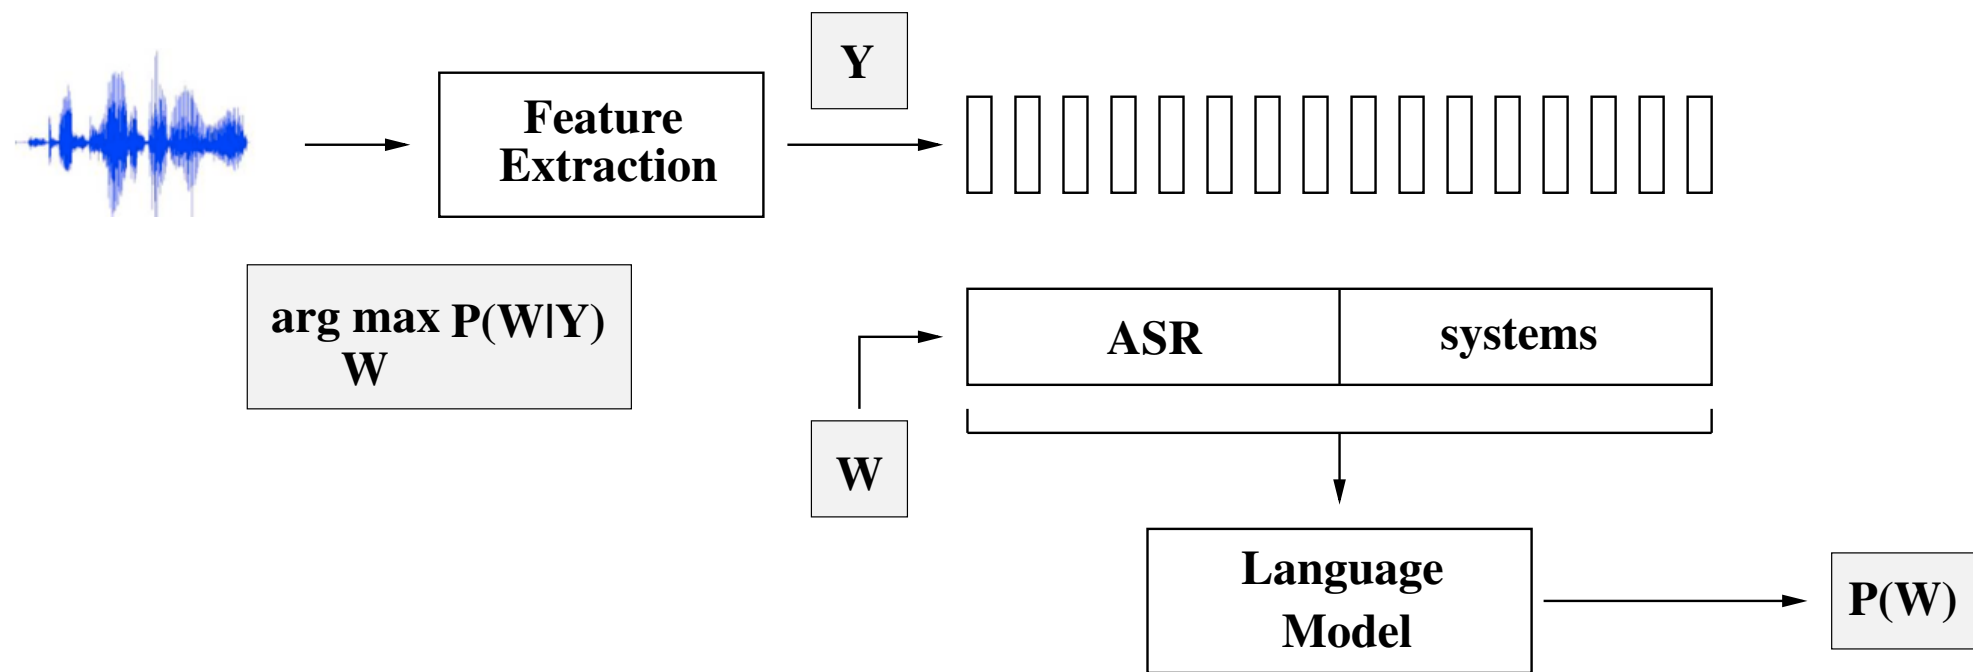 Y
Feature
Extraction
arg max P(W|Y)
W
ASR
systems
W
Language
Model
P(W)